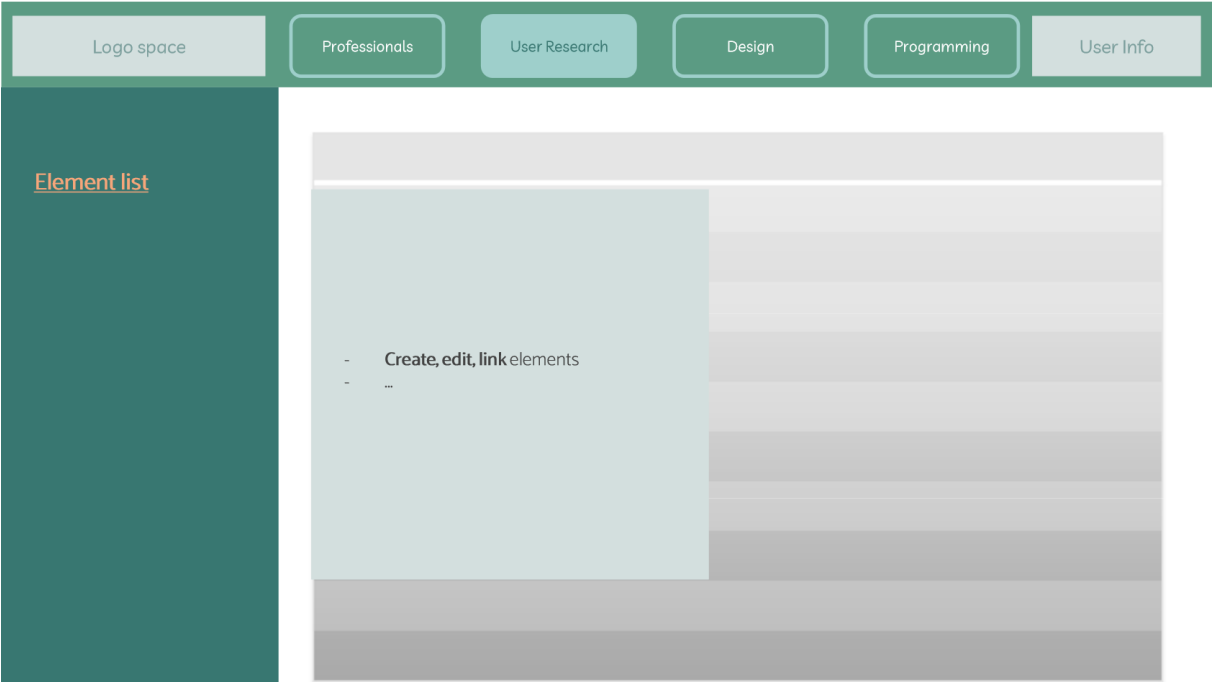 Logo space
Professionals
User Research
Design
Programming
User Info
Element list
- Create, edit, link elements
- ...